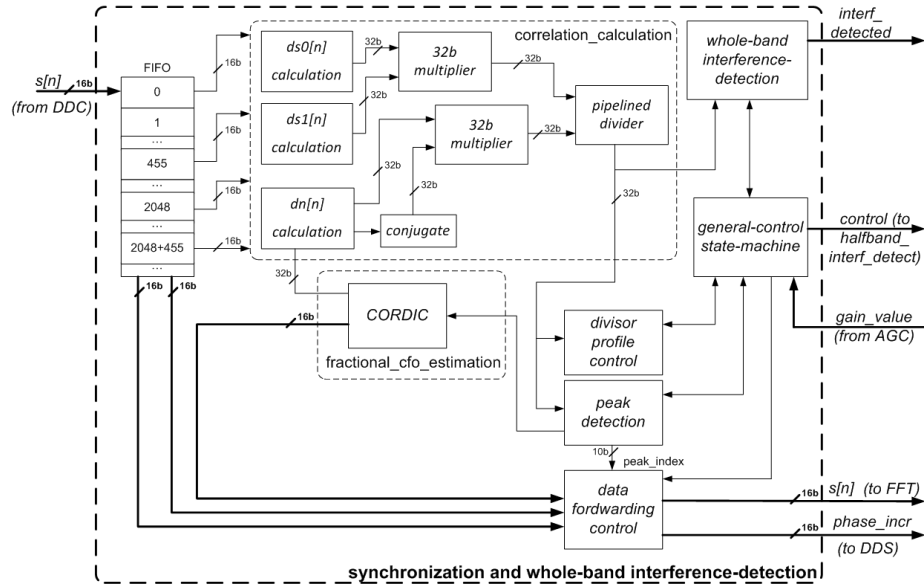 interf_
detected
correlation_calculation
whole-band
interference-
detection
FIFO
s[n]
16b
(from DDC)
0
1
...
455
...
2048
...
2048+455
...
16b
16b
16b
16b
16b
16b
ds0[n]
calculation
32b
32b
multiplier
32b
ds1[n]
calculation
32b
32b
multiplier
32b
32b
pipelined
divider
32b
dn[n]
calculation
32b
conjugate
32b
general-control
state-machine
control (to
halfband_
interf_detect)
gain_value
(from AGC)
16b
CORDIC
fractional_cfo_estimation
divisor
profile
control
peak
detection
10b
peak_index
data
fordwarding
control
16b
s[n] (to FFT)
16b
phase_incr
(to DDS)
synchronization and whole-band interference-detection